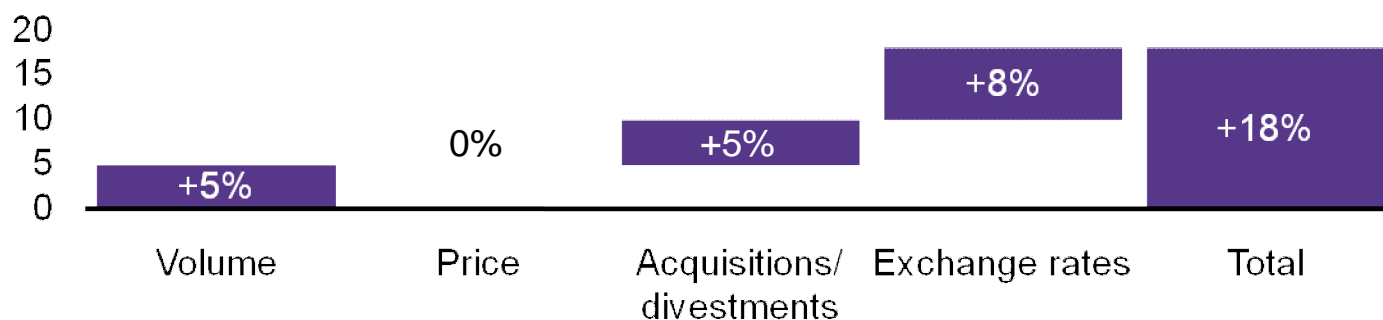 20
15
10
5
0
+5%
0%
+5%
+8%
+18%
Volume
Price
Acquisitions/
divestments
Exchange rates
Total